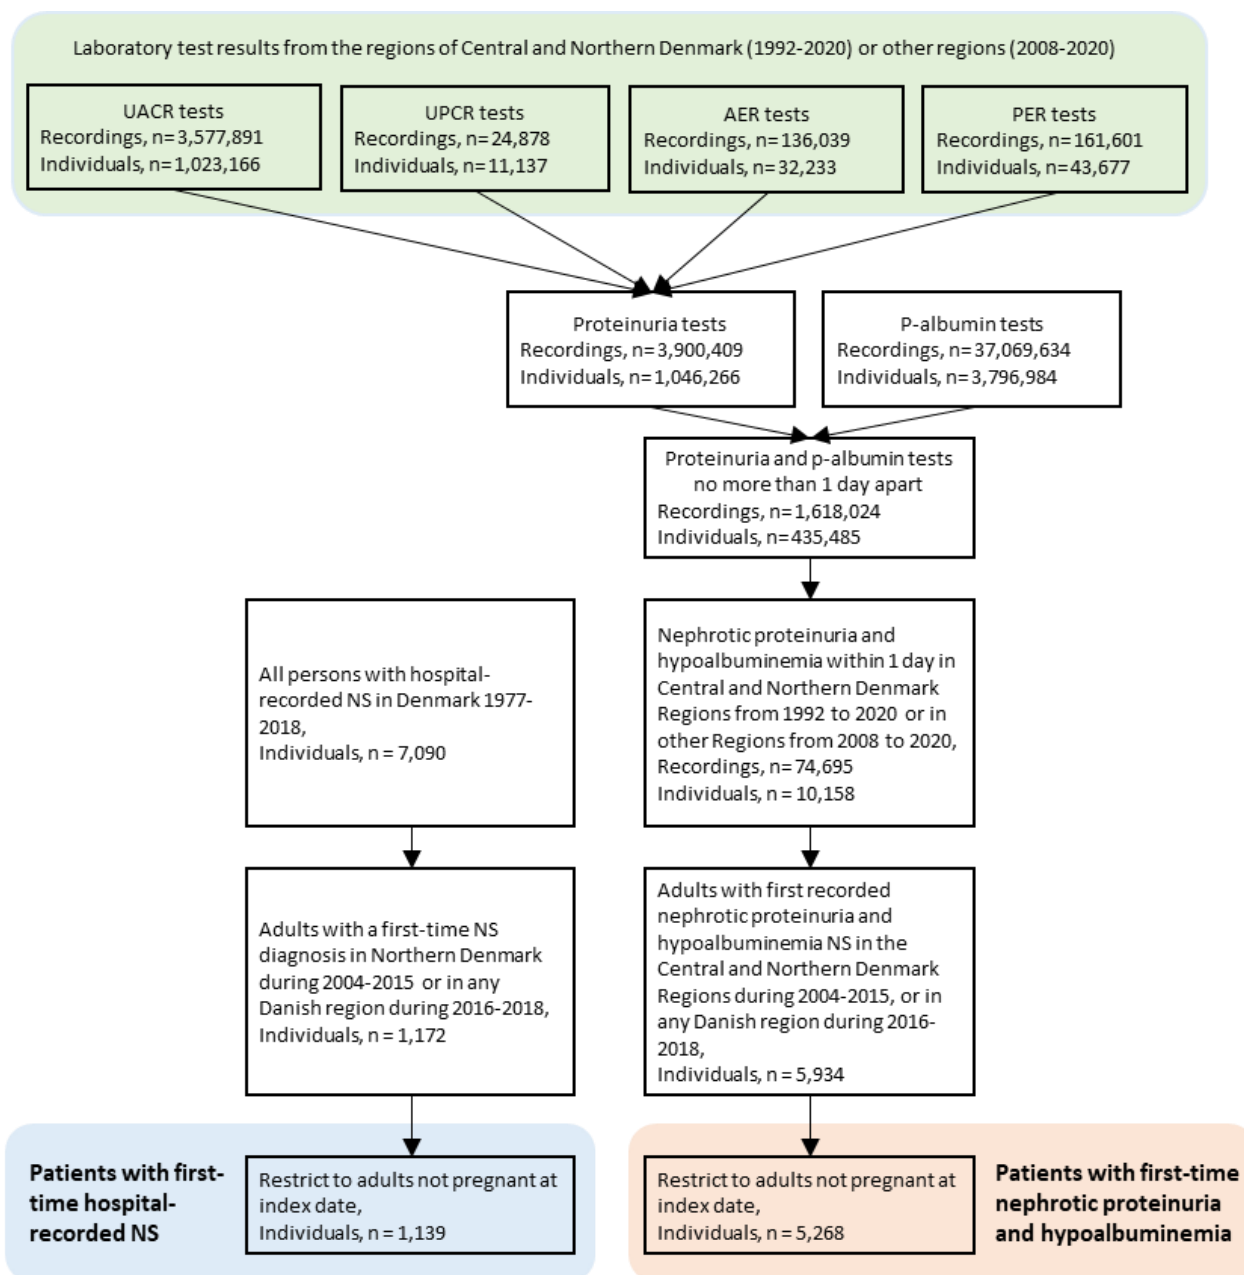 Laboratory test results from the regions of Central and Northern Denmark (1992-2020) or other regions (2008-2020)
UACR tests
Recordings, n=3,577,891
Individuals, n=1,023,166
UPCR tests
Recordings, n=24,878
Individuals, n=11,137
AER tests
Recordings, n=136,039
Individuals, n=32,233
PER tests
Recordings, n=161,601
Individuals, n=43,677
Proteinuria tests
Recordings, n=3,900,409
Individuals, n=1,046,266
P-albumin tests
Recordings, n=37,069,634
Individuals, n=3,796,984
Proteinuria and p-albumin tests
no more than 1 day apart
Recordings, n=1,618,024
Individuals, n=435,485
All persons with hospital-
recorded NS in Denmark 1977-
2018,
Individuals, n = 7,090
Nephrotic proteinuria and
hypoalbuminemia within 1 day in
Central and Northern Denmark
Regions from 1992 to 2020 or in
other Regions from 2008 to 2020,
Recordings, n=74,695
Individuals, n = 10,158
Adults with a first-time NS
diagnosis in Northern Denmark
during 2004-2015 or in any
Danish region during 2016-2018,
Individuals, n = 1,172
Adults with first recorded
nephrotic proteinuria and
hypoalbuminemia NS in the
Central and Northern Denmark
Regions during 2004-2015, or in
any Danish region during 2016-
2018,
Individuals, n = 5,934
Patients with first-
time hospital-
recorded NS
Restrict to adults not pregnant at
index date,
Individuals, n = 1,139
Restrict to adults not pregnant at
index date,
Individuals, n = 5,268
Patients with first-time
nephrotic proteinuria
and hypoalbuminemia